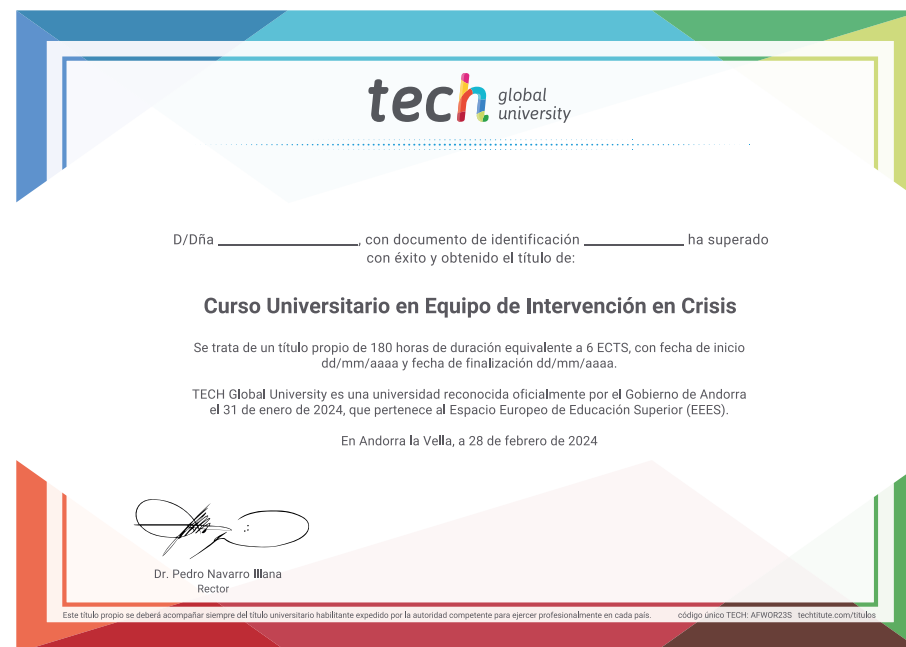 tech global university
D/Dña ____________________, con documento de identificación ______________ ha superado
con éxito y obtenido el título de:
Curso Universitario en Equipo de Intervención en Crisis
Se trata de un título propio de 180 horas de duración equivalente a 6 ECTS, con fecha de inicio
dd/mm/aaaa y fecha de finalización dd/mm/aaaa.
TECH Global University es una universidad reconocida oficialmente por el Gobierno de Andorra
el 31 de enero de 2024, que pertenece al Espacio Europeo de Educación Superior (EEES).
En Andorra la Vella, a 28 de febrero de 2024
Dr. Pedro Navarro Illana
Rector
Este título propio se deberá acompañar siempre del título universitario habilitante expedido por la autoridad competente para ejercer profesionalmente en cada país. código único TECH: AFWOR23S techtitute.com/titulos